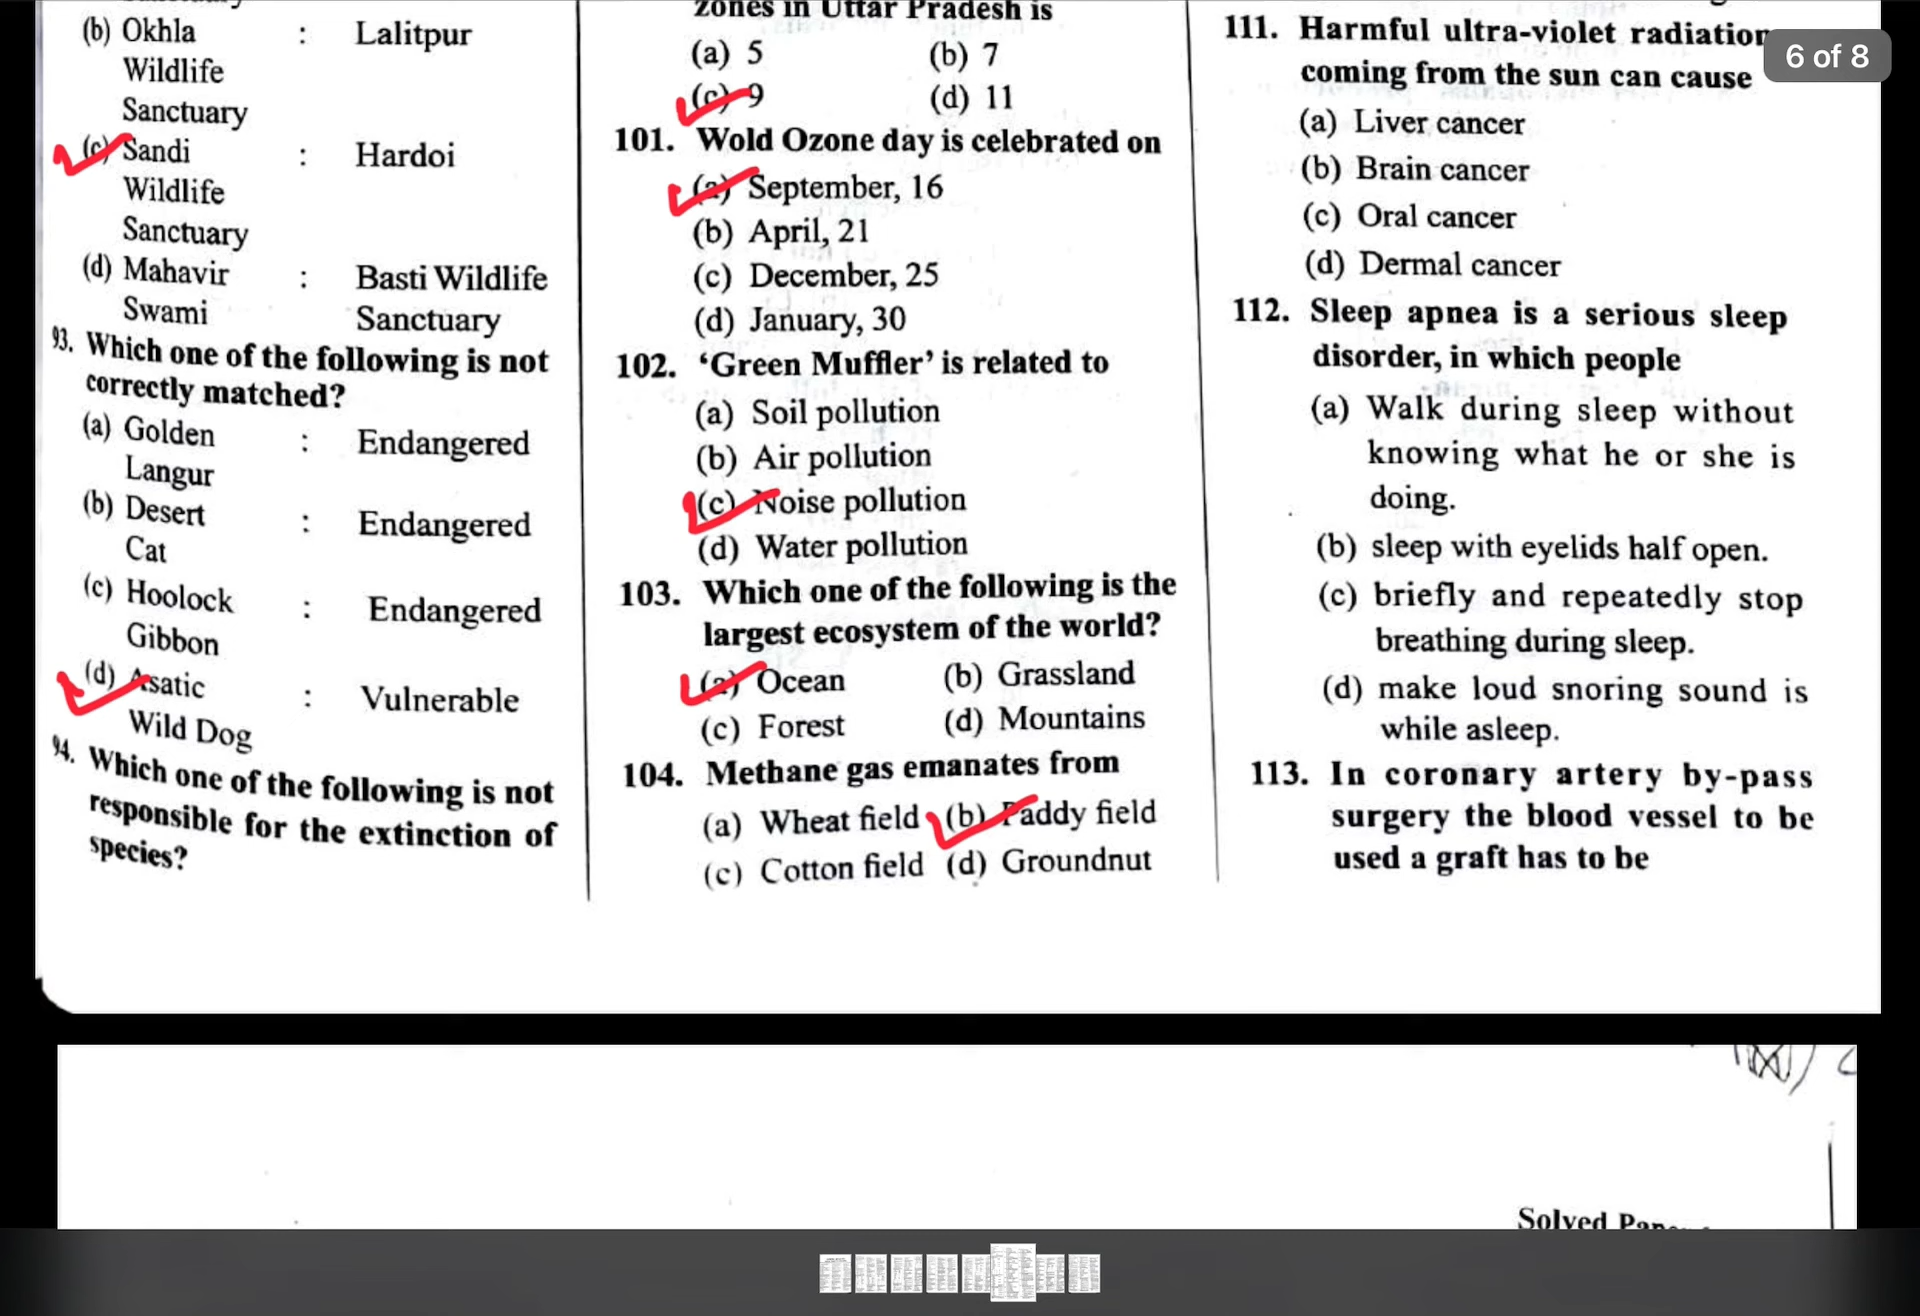 (b) Okhla : Lalitpur
Wildlife
Sanctuary
(c) Sandi : Hardoi
Wildlife
Sanctuary
(d) Mahavir : Basti Wildlife
Swami Sanctuary
93. Which one of the following is not
correctly matched?
(a) Golden : Endangered
Langur
(b) Desert : Endangered
Cat
(c) Hoolock : Endangered
Gibbon
(d) Asatic : Vulnerable
Wild Dog
94. Which one of the following is not
responsible for the extinction of
species?
zones in Uttar Pradesh is
(a) 5 (b) 7
(c) 9 (d) 11
101. Wold Ozone day is celebrated on
(a) September, 16
(b) April, 21
(c) December, 25
(d) January, 30
102. ‘Green Muffler’ is related to
(a) Soil pollution
(b) Air pollution
(c) Noise pollution
(d) Water pollution
103. Which one of the following is the
largest ecosystem of the world?
(a) Ocean (b) Grassland
(c) Forest (d) Mountains
104. Methane gas emanates from
(a) Wheat field (b) Paddy field
(c) Cotton field (d) Groundnut
111. Harmful ultra-violet radiation
coming from the sun can cause
(a) Liver cancer
(b) Brain cancer
(c) Oral cancer
(d) Dermal cancer
112. Sleep apnea is a serious sleep
disorder, in which people
(a) Walk during sleep without
knowing what he or she is
doing.
(b) sleep with eyelids half open.
(c) briefly and repeatedly stop
breathing during sleep.
(d) make loud snoring sound is
while asleep.
113. In coronary artery by-pass
surgery the blood vessel to be
used a graft has to be
6 of 8
Solved